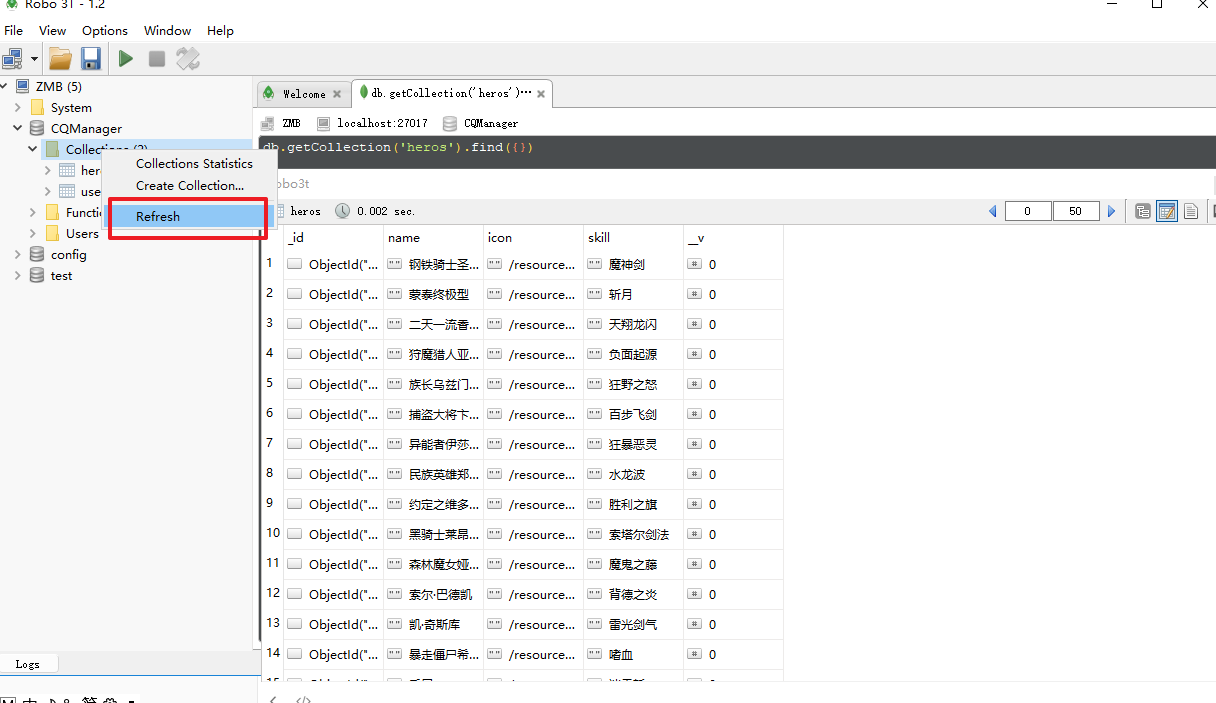 Robo 3T - 1.2
File View Options Window Help
ZMB (5)
System
CQManager
Collections (2)
her
use
Functi
Users
config
test
Collections Statistics
Create Collection...
Refresh
Welcome
db.getCollection('heros')···
ZMB localhost:27017 CQManager
db.getCollection('heros').find({})
obo3t
heros 0.002 sec.
0 50
_id name icon skill __v
1 ObjectId("... 钢铁骑士圣... /resource... 魔神剑 0
2 ObjectId("... 蒙泰终极型 /resource... 斩月 0
3 ObjectId("... 二天一流香... /resource... 天翔龙闪 0
4 ObjectId("... 狩魔猎人亚... /resource... 负面起源 0
5 ObjectId("... 族长乌兹门... /resource... 狂野之怒 0
6 ObjectId("... 捕盗大将卞... /resource... 百步飞剑 0
7 ObjectId("... 异能者伊莎... /resource... 狂暴恶灵 0
8 ObjectId("... 民族英雄郑... /resource... 水龙波 0
9 ObjectId("... 约定之维多... /resource... 胜利之旗 0
10 ObjectId("... 黑骑士莱昂... /resource... 索塔尔剑法 0
11 ObjectId("... 森林魔女娅... /resource... 魔鬼之藤 0
12 ObjectId("... 索尔·巴德凯 /resource... 背德之炎 0
13 ObjectId("... 凯·奇斯库 /resource... 雷光剑气 0
14 ObjectId("... 暴走僵尸希... /resource... 嗜血 0
Logs